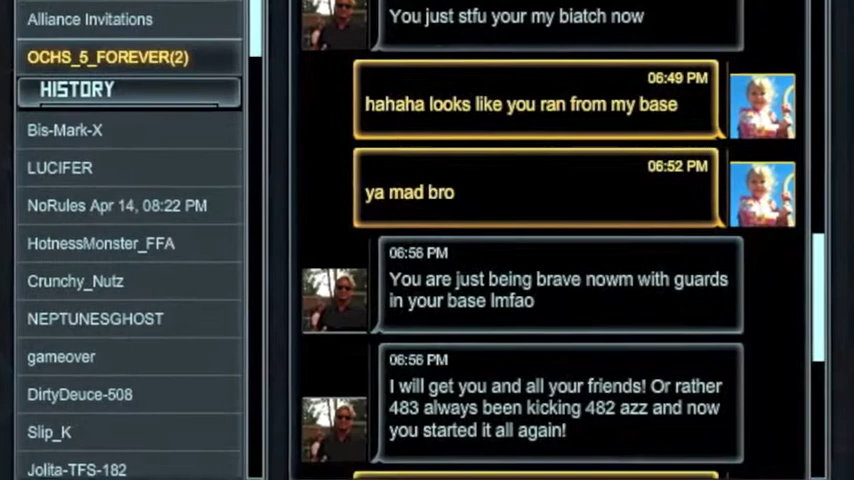 Alliance Invitations
OCHS_5_FOREVER(2)
HISTORY
Bis-Mark-X
LUCIFER
NoRules Apr 14, 08:22 PM
HotnessMonster_FFA
Crunchy_Nutz
NEPTUNESGHOST
gameover
DirtyDeuce-508
Slip_K
Jolita-TFS-182
You just stfu your my biatch now
06:49 PM
hahaha looks like you ran from my base
06:52 PM
ya mad bro
06:56 PM
You are just being brave nowm with guards
in your base lmfao
06:56 PM
I will get you and all your friends! Or rather
483 always been kicking 482 azz and now
you started it all again!